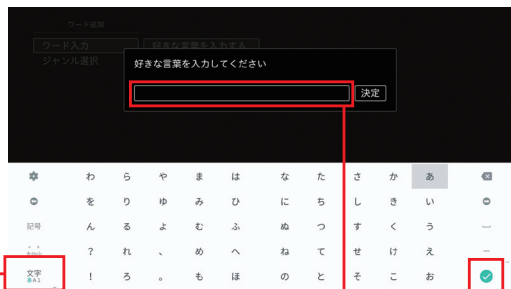 ワード追加
ワード入力 好きな言葉を入力する
ジャンル選択
好きな言葉を入力してください
決定
わ ら や ま は な た さ か あ
を り ゆ み ひ に ち し き い
記号 ん る よ む ふ ぬ つ す く う
? れ 、 め へ ね て せ け え
文字 あA1 ! ろ 。 も ほ の と そ こ お